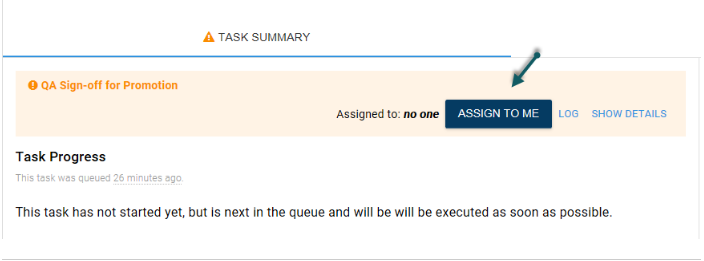 TASK SUMMARY
QA Sign-off for Promotion
Assigned to: no one ASSIGN TO ME LOG SHOW DETAILS
Task Progress
This task was queued 26 minutes ago.
This task has not started yet, but is next in the queue and will be will be executed as soon as possible.